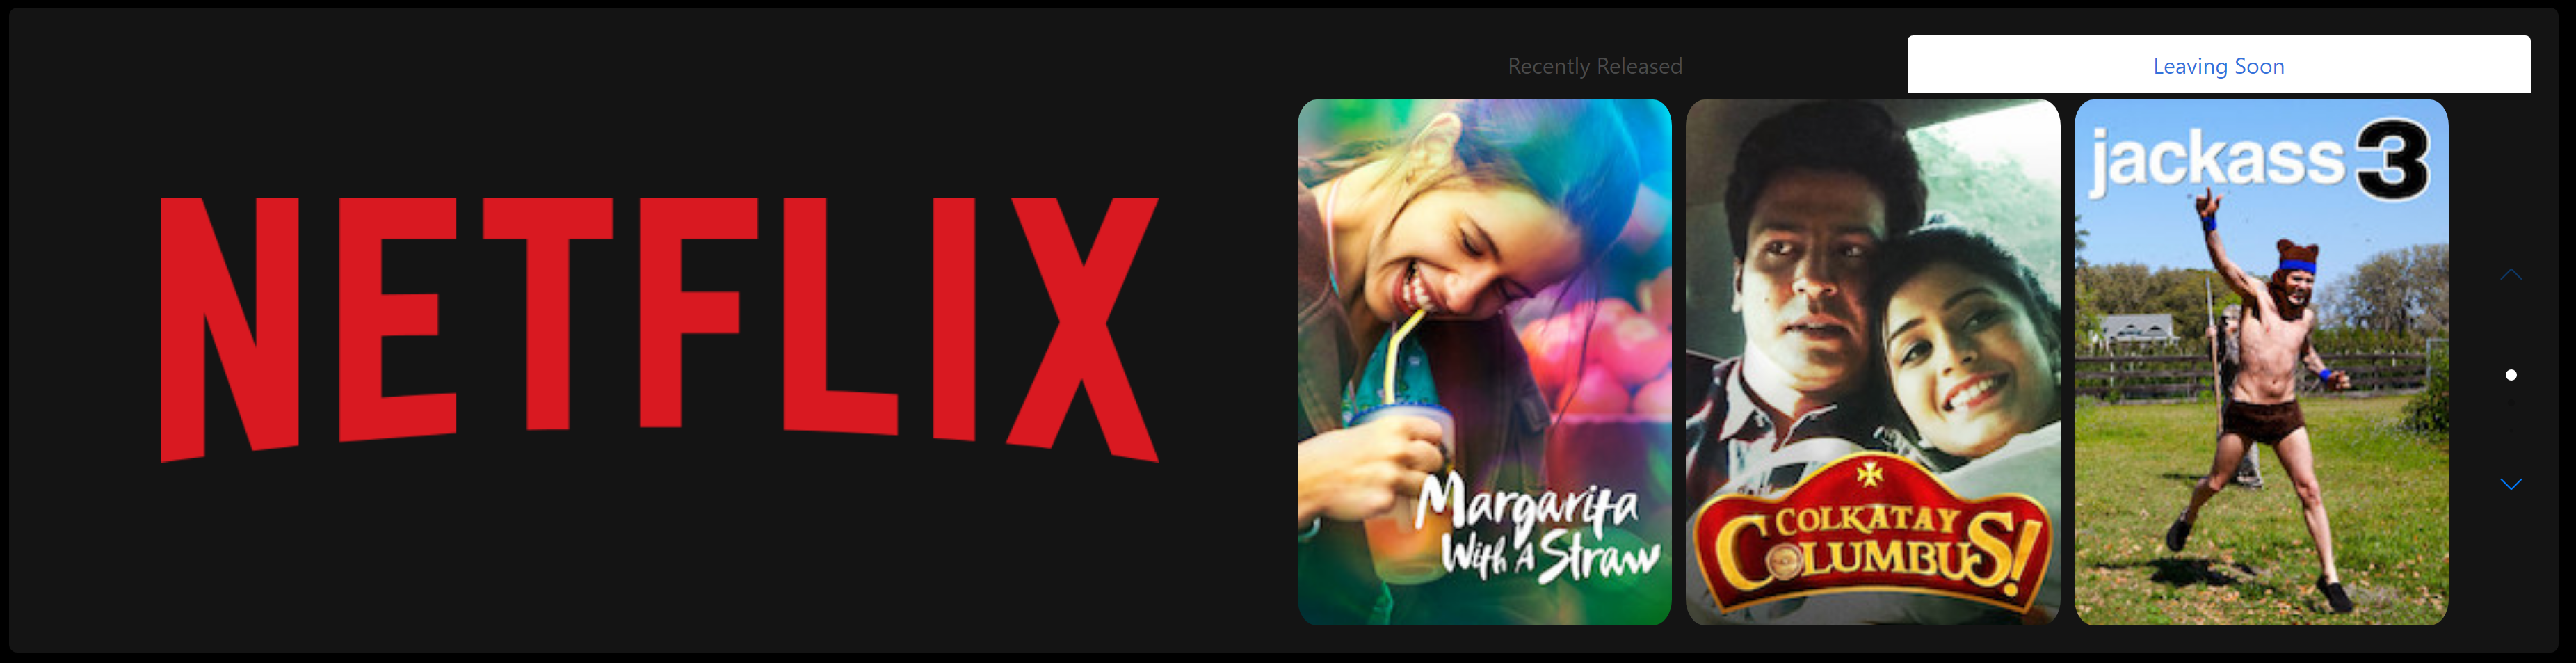 NETFLIX
Recently Released
Leaving Soon
Margarita
With A Straw
COLKATAY
COLUMBUS!
jackass 3